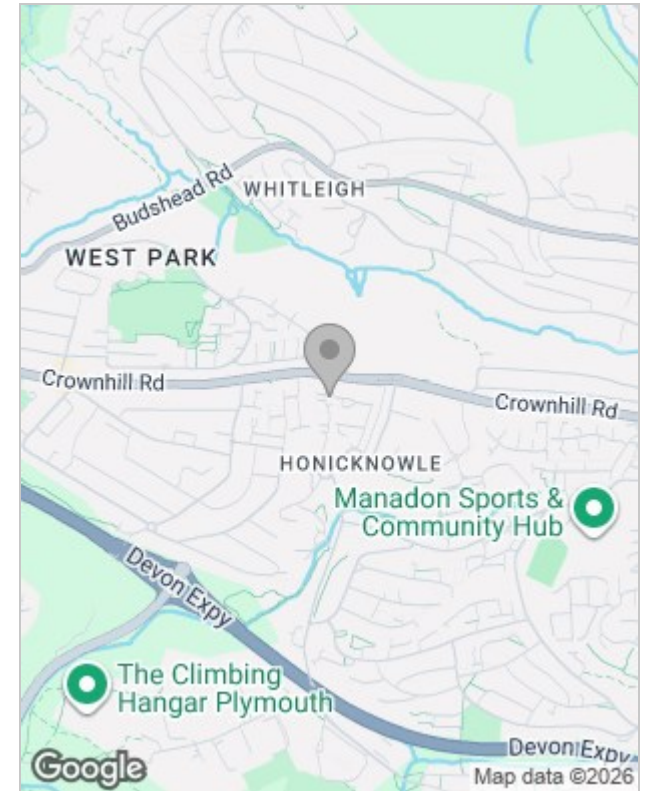 WHITLEIGH
Budshead Rd
WEST PARK
Crownhill Rd
Crownhill Rd
HONICKNOWLE
Manadon Sports &
Community Hub
Devon Expy
The Climbing
Hangar Plymouth
Devon Expy
Google
Map data ©2026